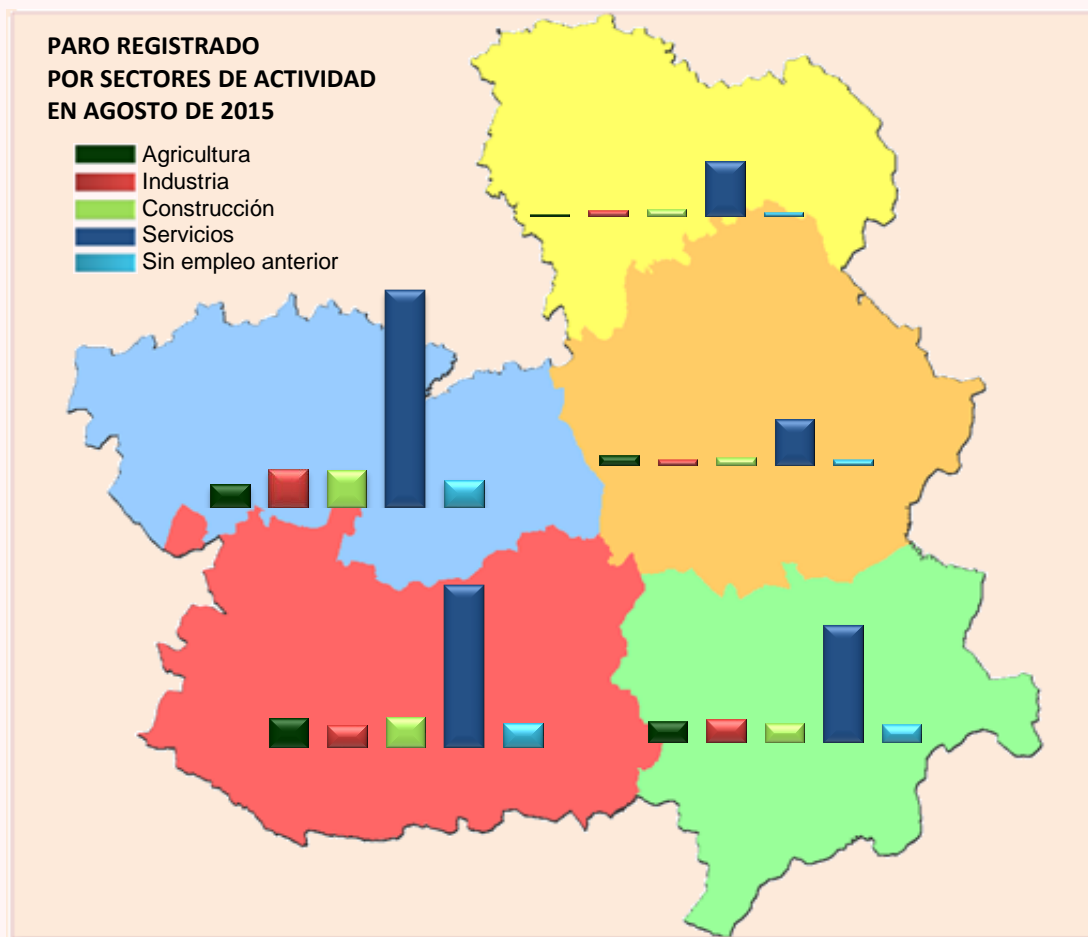 PARO REGISTRADO
POR SECTORES DE ACTIVIDAD
EN AGOSTO DE 2015
Agricultura
Industria
Construcción
Servicios
Sin empleo anterior